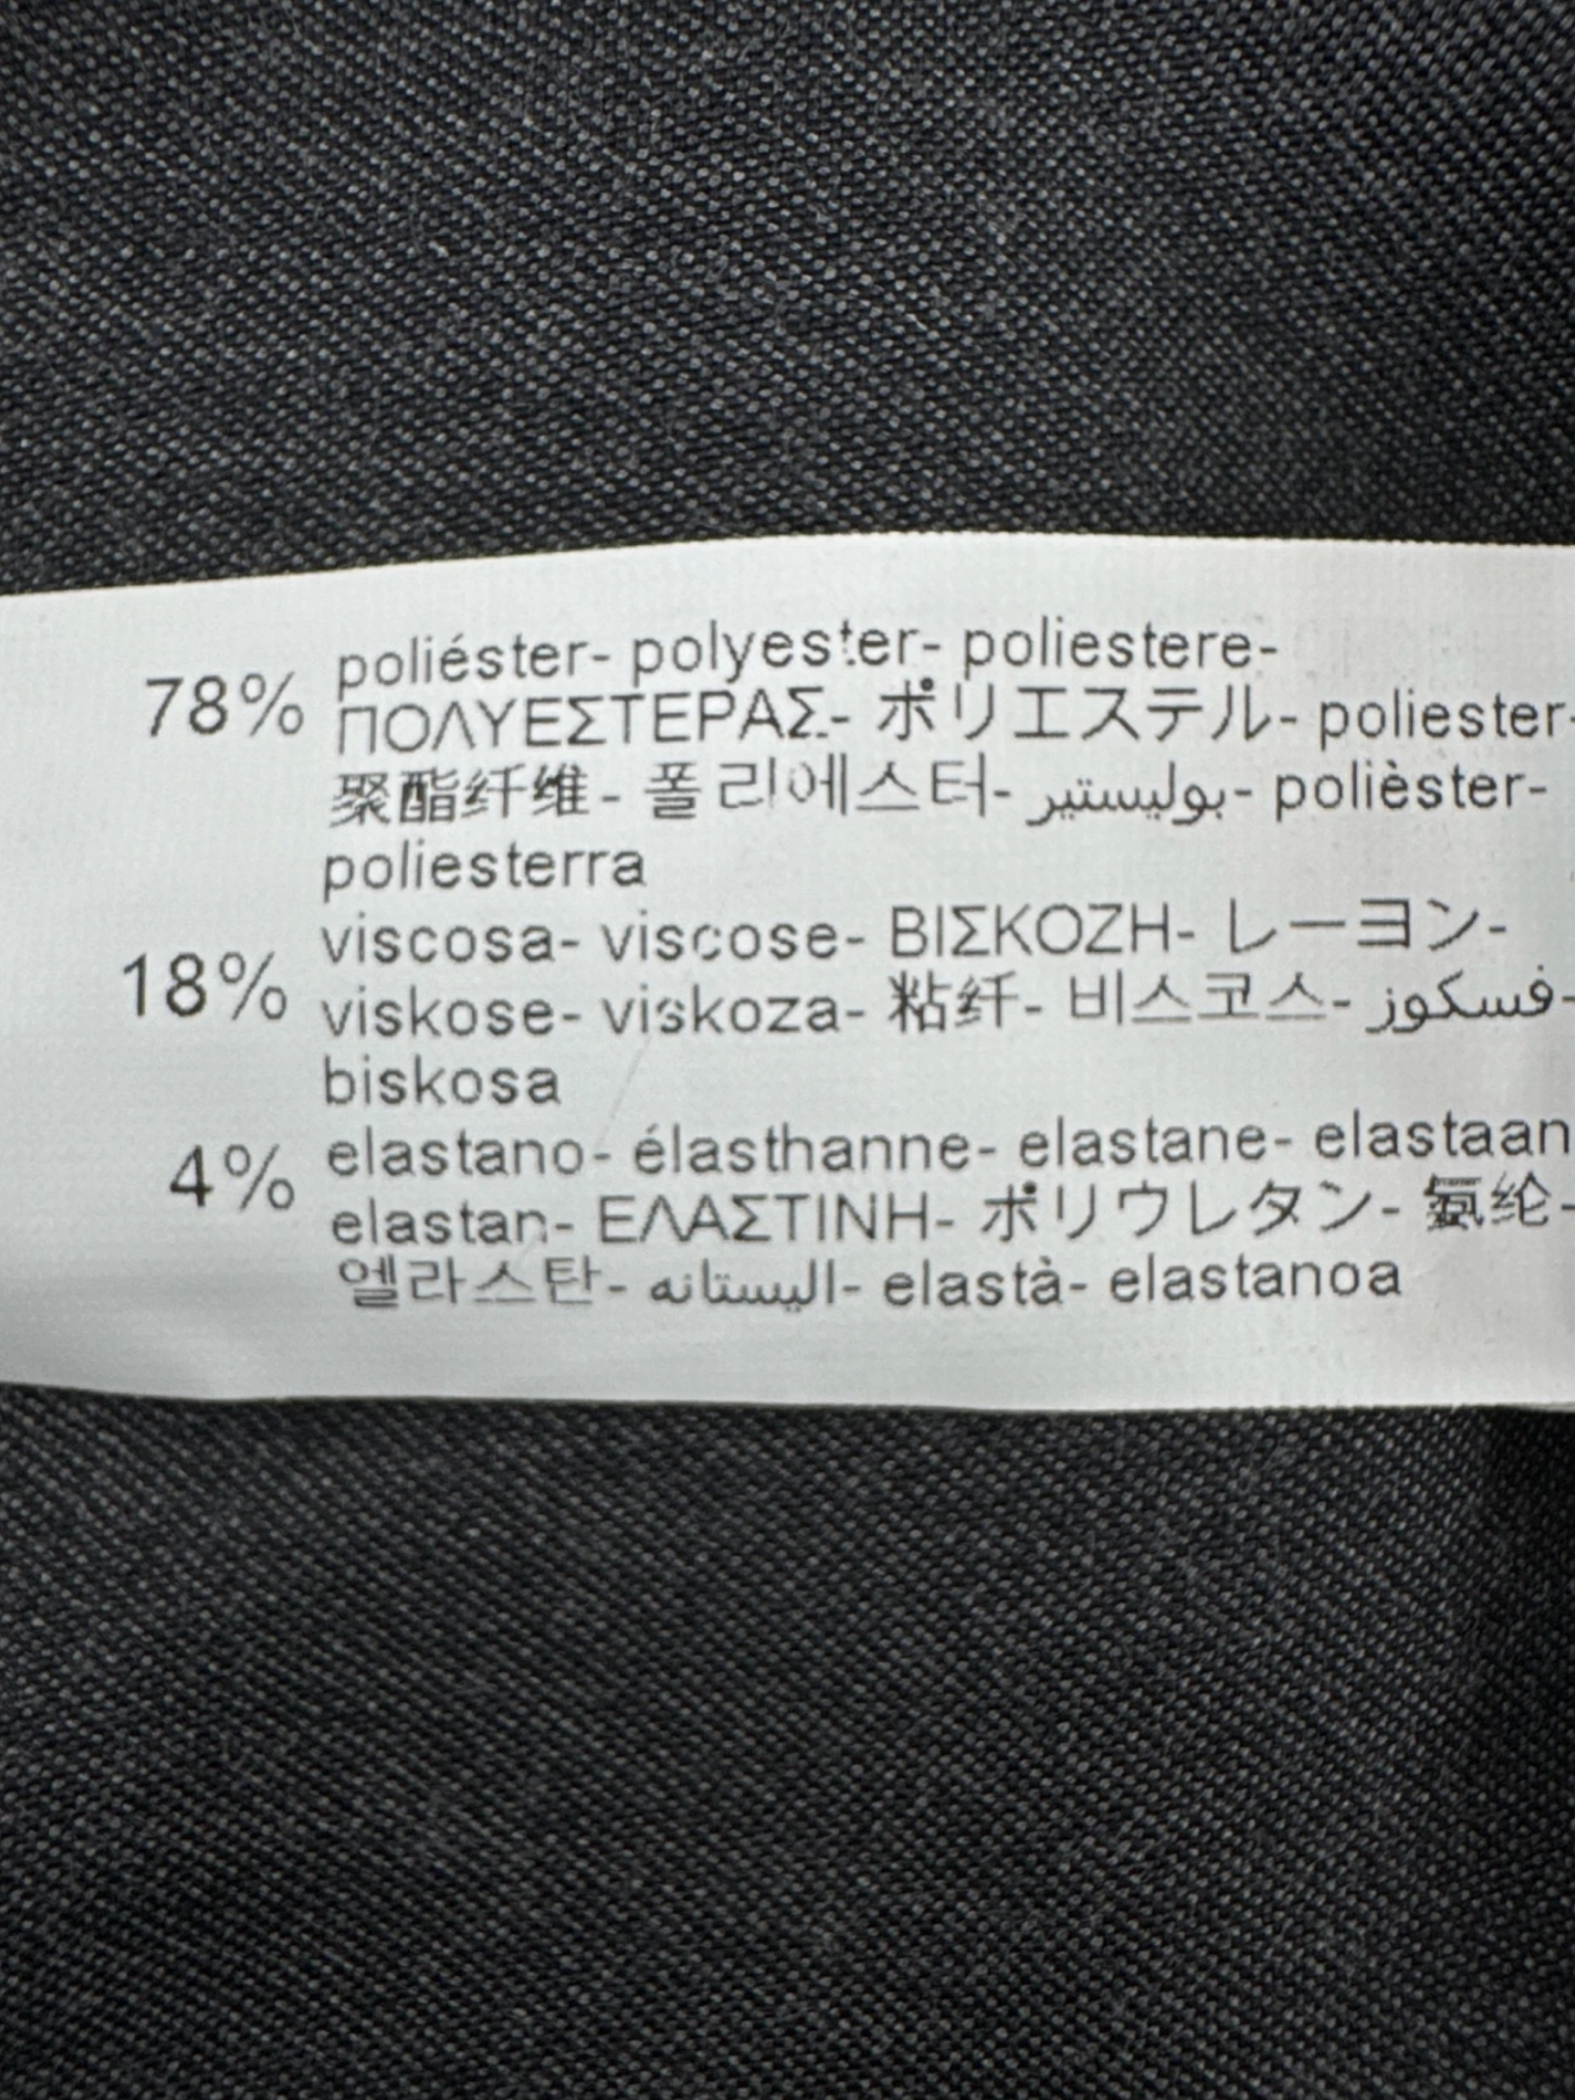 78% poliéster- polyester- poliestere-
ΠΟΛΥΕΣΤΕΡΑΣ- ポリエステル- poliester-
聚酯纤维- 폴리에스터- بوليستير- polièster-
poliesterra
18% viscosa- viscose- ΒΙΣΚΟΖΗ- レーヨン-
viskose- viskoza- 粘纤- 비스코스- فسكوز-
biskosa
4% elastano- élasthanne- elastane- elastaan
elastan- ΕΛΑΣΤΙΝΗ- ポリウレタン- 氨纶-
엘라스탄- اليستانه- elastà- elastanoa